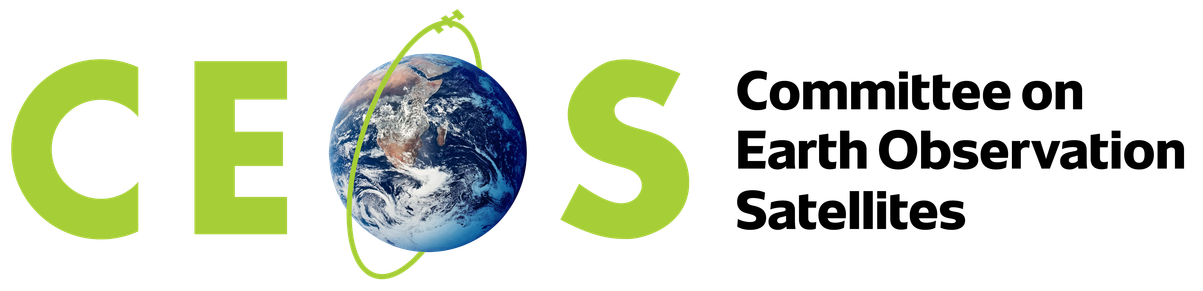 CEOS
Committee on
Earth Observation
Satellites